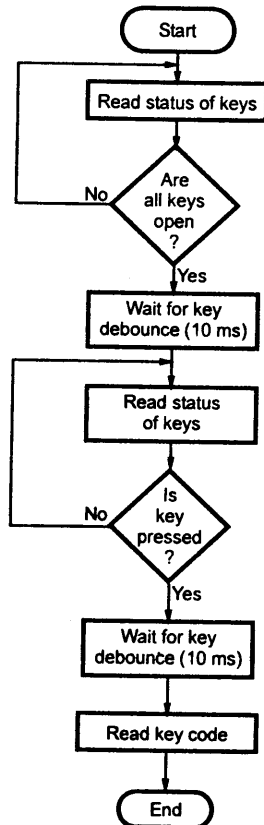 Start
Read status of keys
Are
all keys
open
?
No
Yes
Wait for key
debounce (10 ms)
Read status
of keys
Is
key
pressed
?
No
Yes
Wait for key
debounce (10 ms)
Read key code
End